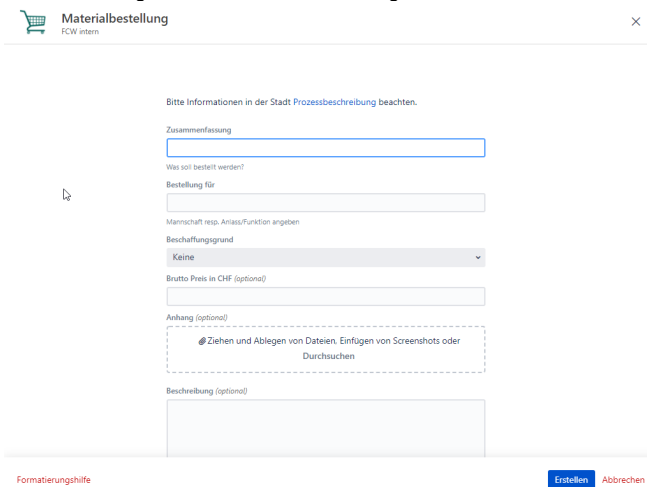 Materialbestellung
FCW intern
Bitte Informationen in der Stadt Prozessbeschreibung beachten.
Zusammenfassung
Was soll bestellt werden?
Bestellung für
Mannschaft resp. Anlass/Funktion angeben
Beschaffungsgrund
Keine
Brutto Preis in CHF (optional)
Anhang (optional)
Ziehen und Ablegen von Dateien, Einfügen von Screenshots oder
Durchsuchen
Beschreibung (optional)
Formatierungshilfe
Erstellen Abbrechen